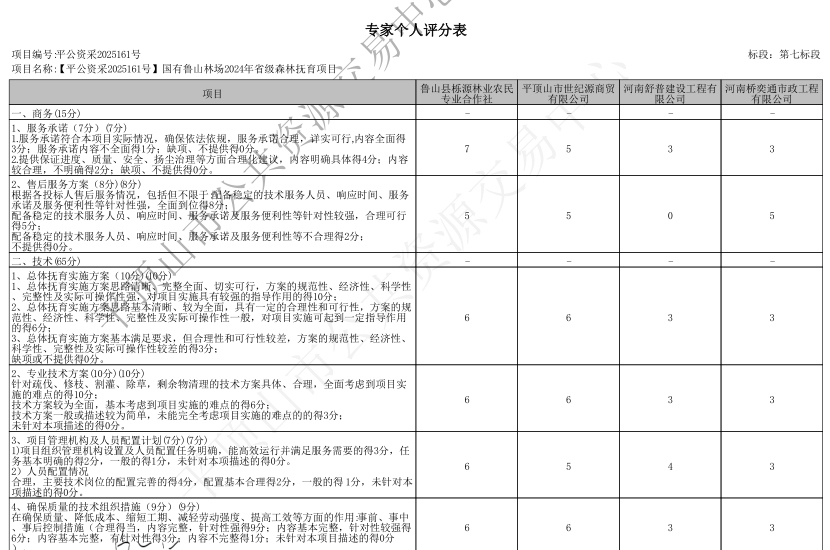 专家个人评分表
项目编号:平公资采2025161号
标段：第七标段
项目名称:【平公资采2025161号】国有鲁山林场2024年省级森林抚育项目
项目
鲁山县栎源林业农民专业合作社
平顶山市世纪源商贸有限公司
河南舒普建设工程有限公司
河南桥奕通市政工程有限公司
一、商务(15分)
–
–
–
–
1、服务承诺（7分）(7分)
1.服务承诺符合本项目实际情况，确保依法依规，服务承诺合理，详实可行,内容全面得
3分；服务承诺内容不全面得1分；缺项、不提供得0分。
2.提供保证进度、质量、安全、扬尘治理等方面合理化建议，内容明确具体得4分；内容
较合理，不明确得2分；缺项、不提供得0分。
7
5
3
3
2、售后服务方案（8分)(8分)
根据各投标人售后服务情况，包括但不限于:配备稳定的技术服务人员、响应时间、服务
承诺及服务便利性等针对性强，全面到位得8分；
配备稳定的技术服务人员、响应时间、服务承诺及服务便利性等针对性较强，合理可行
得5分；
配备稳定的技术服务人员、响应时间、服务承诺及服务便利性等不合理得2分；
不提供得0分。
5
5
0
5
二、技术(65分)
–
–
–
–
1、总体抚育实施方案（10分)(10分)
1、总体抚育实施方案思路清晰、完整全面、切实可行，方案的规范性、经济性、科学性
、完整性及实际可操作性强，对项目实施具有较强的指导作用的得10分；
2、总体抚育实施方案思路基本清晰、较为全面，具有一定的合理性和可行性，方案的规
范性、经济性、科学性、完整性及实际可操作性一般，对项目实施可起到一定指导作用
的得6分；
3、总体抚育实施方案基本满足要求，但合理性和可行性较差，方案的规范性、经济性、
科学性、完整性及实际可操作性较差的得3分；
缺项或不提供得0分。
6
6
3
3
2、专业技术方案(10分)(10分)
针对疏伐、修枝、割灌、除草，剩余物清理的技术方案具体、合理，全面考虑到项目实
施的难点的得10分；
技术方案较为全面，基本考虑到项目实施的难点的得6分；
技术方案一般或描述较为简单，未能完全考虑项目实施的难点的的得3分；
未针对本项描述的得0分。
6
6
3
3
3、项目管理机构及人员配置计划(7分)(7分)
1)项目组织管理机构设置及人员配置任务明确，能高效运行并满足服务需要的得3分，任
务基本明确的得2分，一般的得1分，未针对本项描述的得0分。
2）人员配置情况
合理，主要技术岗位的配置完善的得4分，配置基本合理得2分，一般的得1分，未针对本
项描述的得0分。
6
5
4
3
4、确保质量的技术组织措施（9分）(9分)
在确保质量、降低成本、缩短工期、减轻劳动强度、提高工效等方面的作用:事前、事中
、事后控制措施（合理得当，内容完整，针对性强得9分；内容基本完整，针对性较强得
6分；内容基本完整，有针对性得3分；内容不完整得1分；未针对本项目描述的得0分
6
6
3
3
平顶山市公共资源交易中心
平顶山市公共资源交易中心